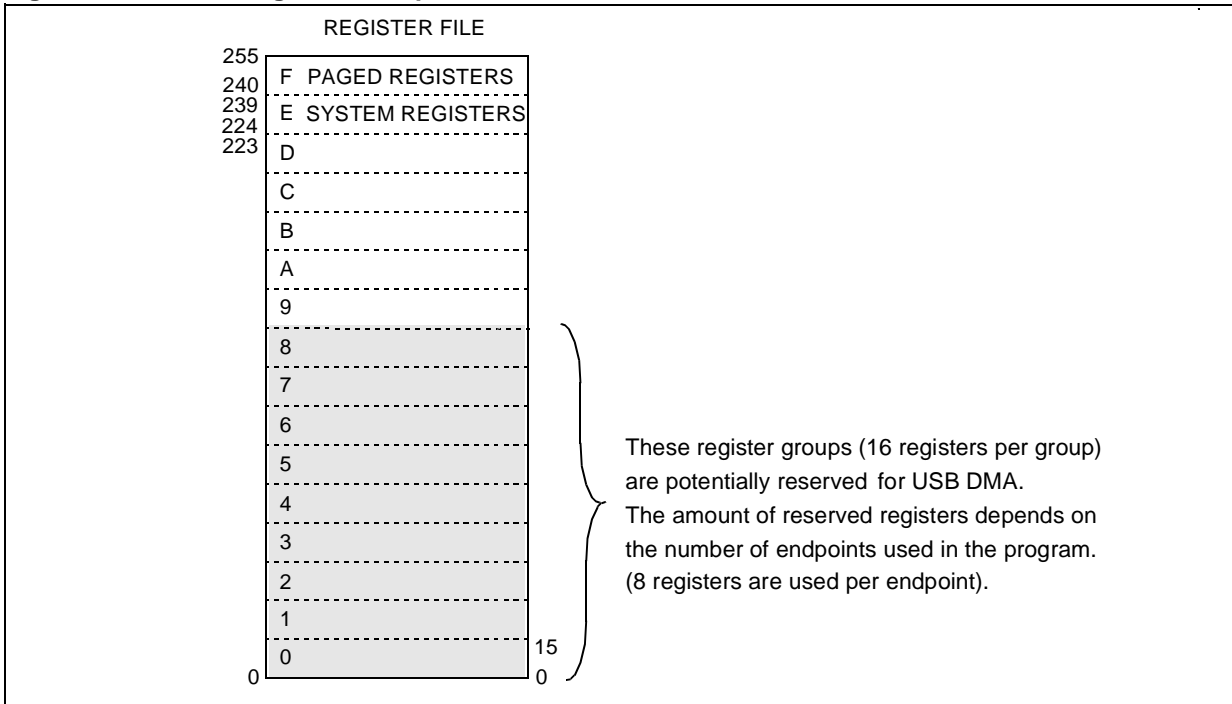 REGISTER FILE
255
240
F PAGED REGISTERS
239
224
E SYSTEM REGISTERS
223
D
C
B
A
9
8
7
6
5
4
3
2
1
0
15
0
0
These register groups (16 registers per group)
are potentially reserved for USB DMA.
The amount of reserved registers depends on
the number of endpoints used in the program.
(8 registers are used per endpoint).